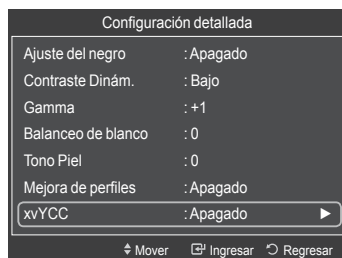 Configuración detallada
Ajuste del negro : Apagado
Contraste Dinám. : Bajo
Gamma : +1
Balanceo de blanco : 0
Tono Piel : 0
Mejora de perfiles : Apagado
xvYCC : Apagado ►
Mover Ingresar Regresar